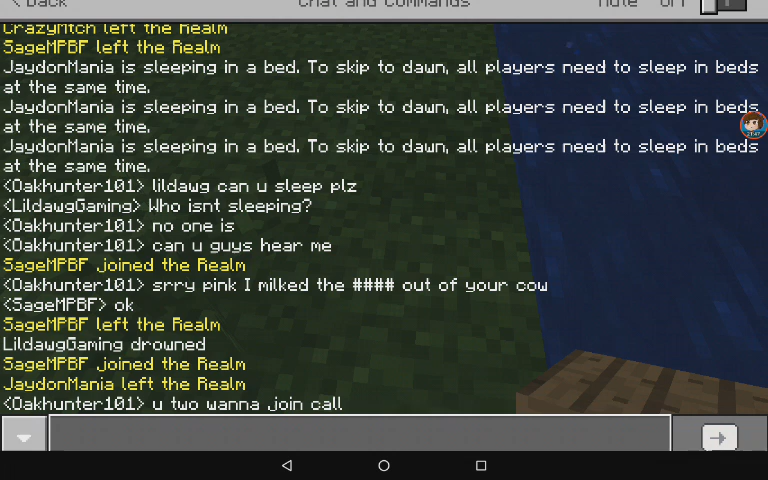 Back Chat and Commands Mute Off
CrazyMtch left the Realm
SageMPBF left the Realm
JaydonMania is sleeping in a bed. To skip to dawn, all players need to sleep in beds
at the same time.
JaydonMania is sleeping in a bed. To skip to dawn, all players need to sleep in beds
at the same time.
JaydonMania is sleeping in a bed. To skip to dawn, all players need to sleep in beds
at the same time.
<Oakhunter101> lildawg can u sleep plz
<LildawgGaming> Who isnt sleeping?
<Oakhunter101> no one is
<Oakhunter101> can u guys hear me
SageMPBF joined the Realm
<Oakhunter101> srry pink I milked the #### out of your cow
<SageMPBF> ok
SageMPBF left the Realm
LildawgGaming drowned
SageMPBF joined the Realm
JaydonMania left the Realm
<Oakhunter101> u two wanna join call